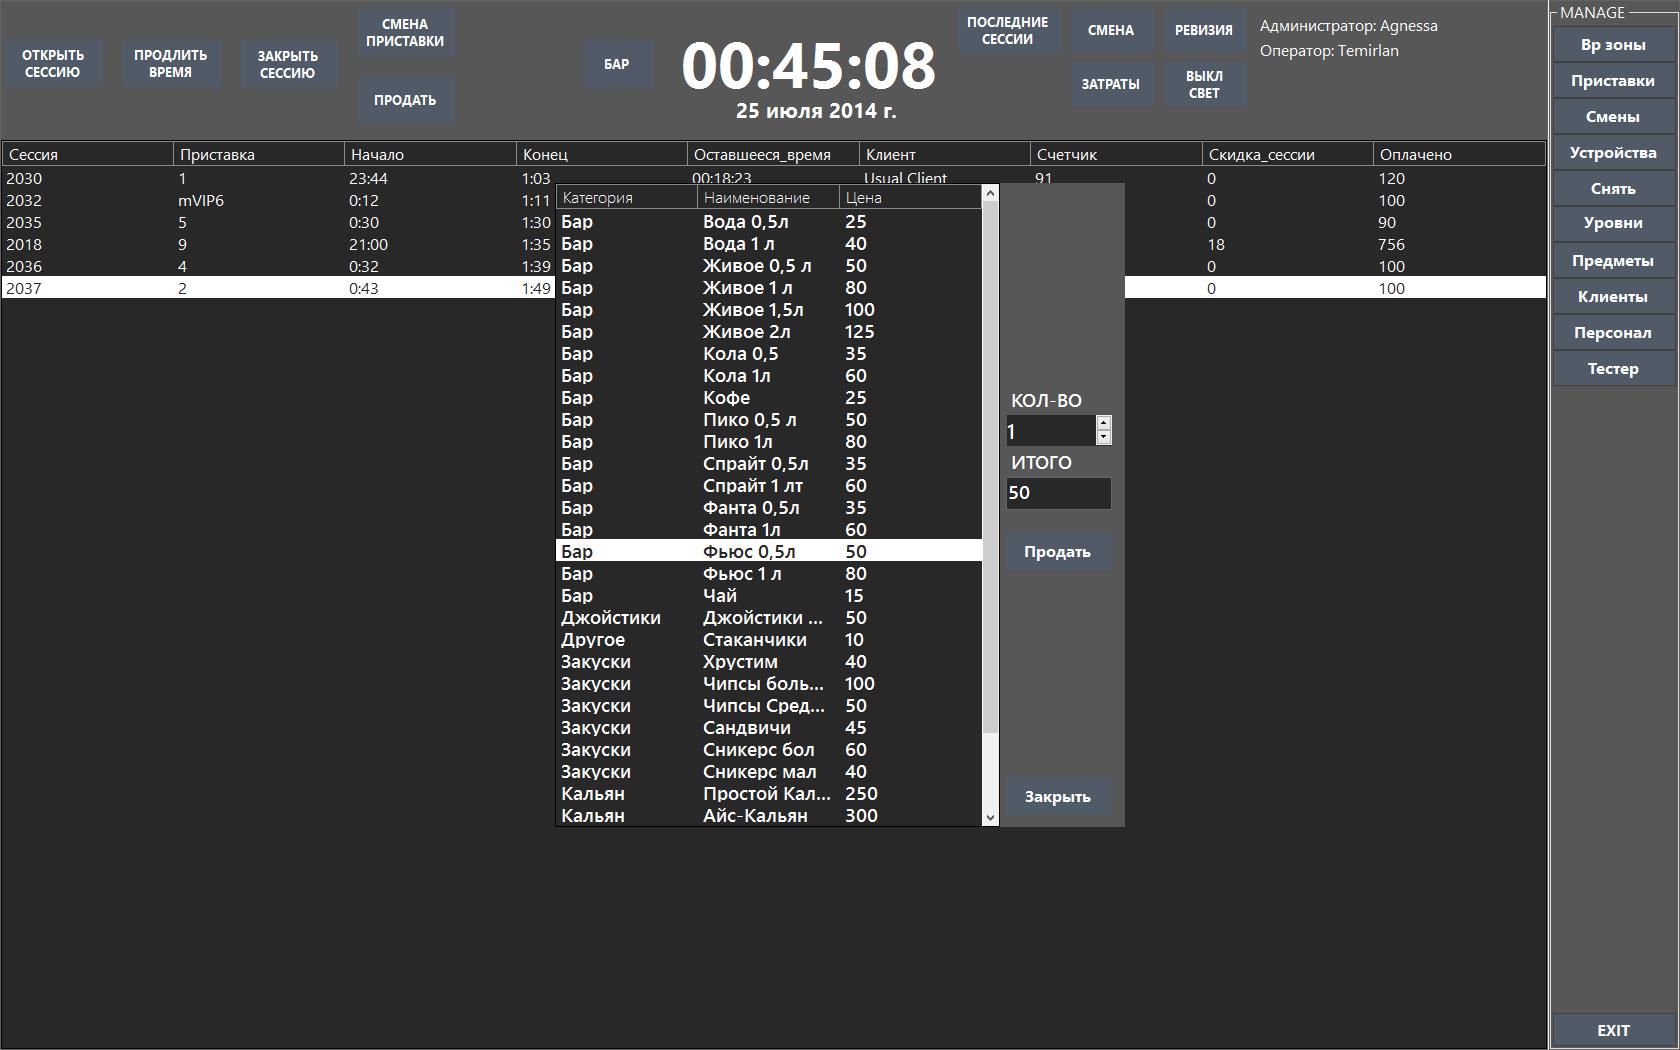 ОТКРЫТЬ
СЕССИЮ
ПРОДЛИТЬ
ВРЕМЯ
ЗАКРЫТЬ
СЕССИЮ
СМЕНА
ПРИСТАВКИ
ПРОДАТЬ
БАР
00:45:08
25 июля 2014 г.
ПОСЛЕДНИЕ
СЕССИИ
СМЕНА
РЕВИЗИЯ
ЗАТРАТЫ
ВЫКЛ
СВЕТ
Администратор: Agnessa
Оператор: Temirlan
MANAGE
Вр зоны
Приставки
Смены
Устройства
Снять
Уровни
Предметы
Клиенты
Персонал
Тестер
EXIT
Сессия Приставка Начало Конец Оставшееся_время Клиент Счетчик Скидка_сессии Оплачено
2030 1 23:44 1:03 00:18:23 Usual Client 91 0 120
2032 mVIP6 0:12 1:11 0 100
2035 5 0:30 1:30 0 90
2018 9 21:00 1:35 18 756
2036 4 0:32 1:39 0 100
2037 2 0:43 1:49 0 100
Категория Наименование Цена
Бар Вода 0,5л 25
Бар Вода 1 л 40
Бар Живое 0,5 л 50
Бар Живое 1 л 80
Бар Живое 1,5л 100
Бар Живое 2л 125
Бар Кола 0,5 35
Бар Кола 1л 60
Бар Кофе 25
Бар Пико 0,5 л 50
Бар Пико 1л 80
Бар Спрайт 0,5л 35
Бар Спрайт 1 лт 60
Бар Фанта 0,5л 35
Бар Фанта 1л 60
Бар Фьюс 0,5л 50
Бар Фьюс 1 л 80
Бар Чай 15
Джойстики Джойстики ... 50
Другое Стаканчики 10
Закуски Хрустим 40
Закуски Чипсы боль... 100
Закуски Чипсы Сред... 50
Закуски Сандвичи 45
Закуски Сникерс бол 60
Закуски Сникерс мал 40
Кальян Простой Кал... 250
Кальян Айс-Кальян 300
КОЛ-ВО
1
ИТОГО
50
Продать
Закрыть